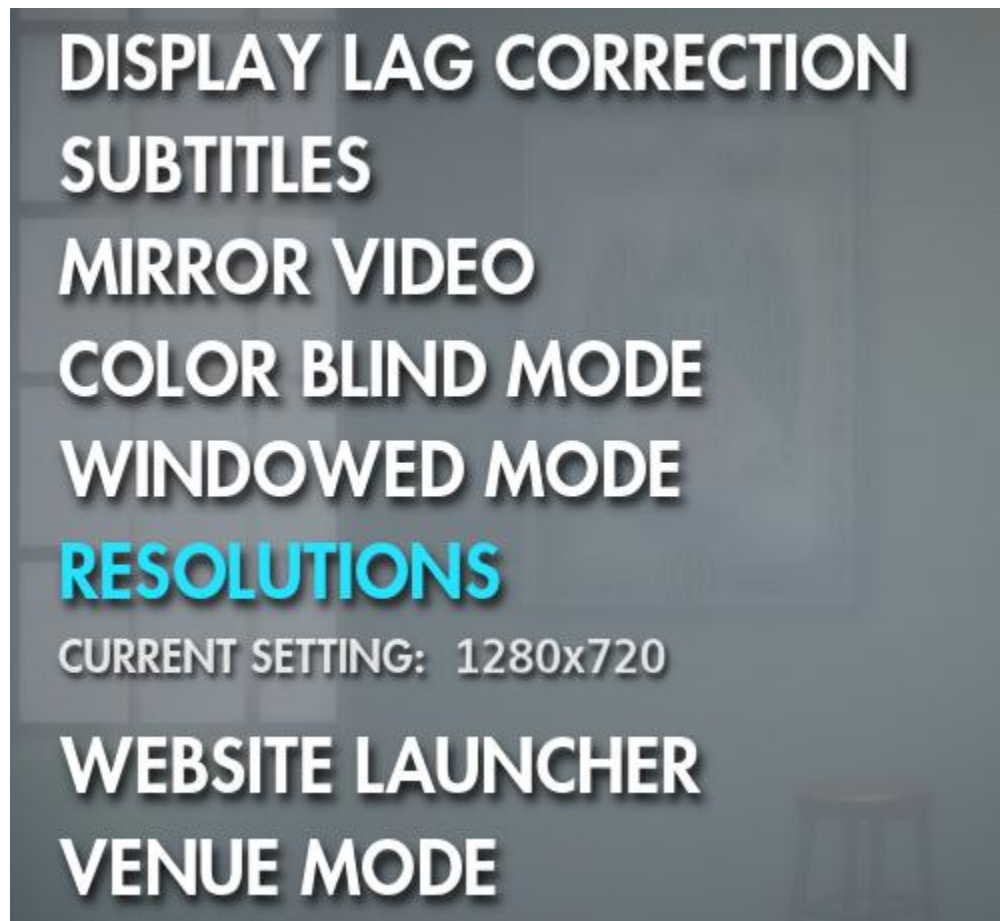 DISPLAY LAG CORRECTION
SUBTITLES
MIRROR VIDEO
COLOR BLIND MODE
WINDOWED MODE
RESOLUTIONS
CURRENT SETTING: 1280x720
WEBSITE LAUNCHER
VENUE MODE